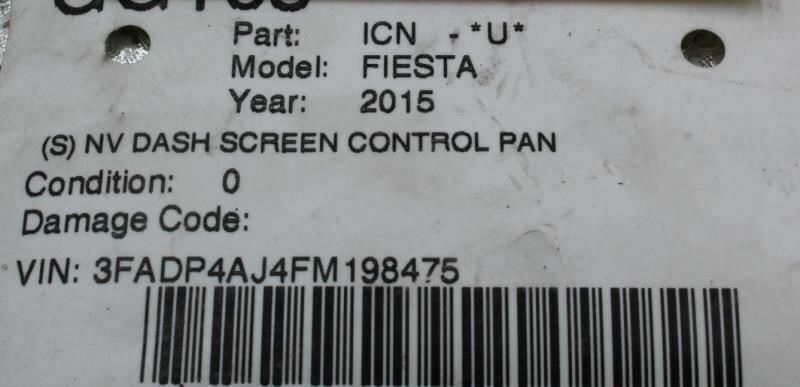 Part: ICN - *U*
Model: FIESTA
Year: 2015
(S) NV DASH SCREEN CONTROL PAN
Condition: 0
Damage Code:
VIN: 3FADP4AJ4FM198475